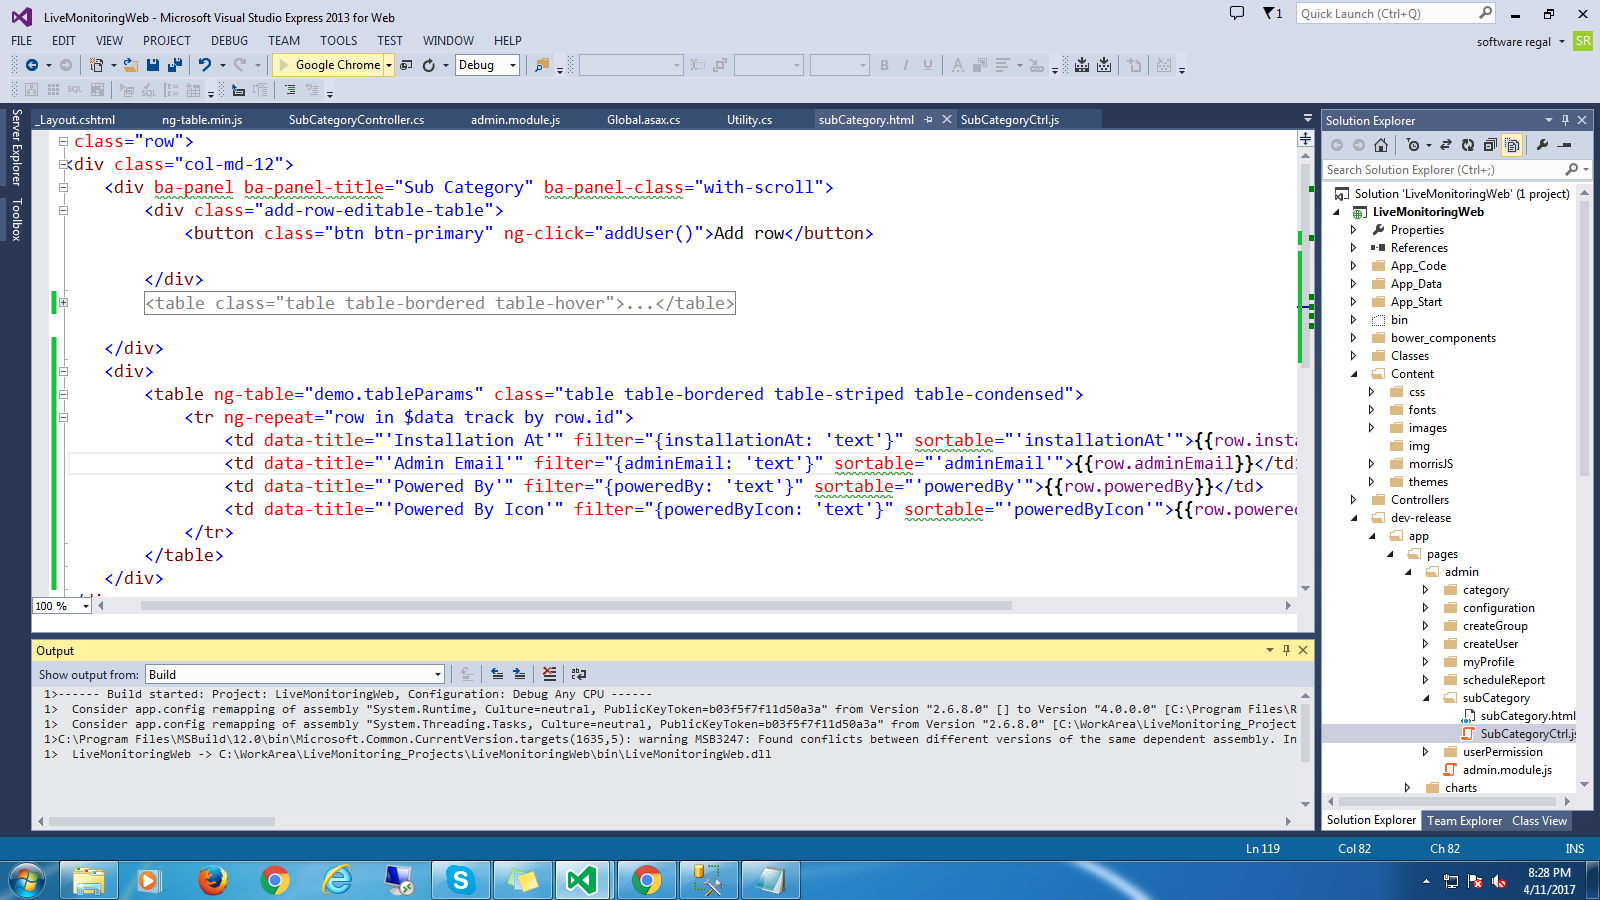 LiveMonitoringWeb - Microsoft Visual Studio Express 2013 for Web
1
Quick Launch (Ctrl+Q)
FILE EDIT VIEW PROJECT DEBUG TEAM TOOLS TEST WINDOW HELP
software regal
SR
Google Chrome
Debug
B I U
SQL
SQL
Server Explorer
Toolbox
_Layout.cshtml ng-table.min.js SubCategoryController.cs admin.module.js Global.asax.cs Utility.cs subCategory.html SubCategoryCtrl.js
class="row">
<div class="col-md-12">
<div ba-panel ba-panel-title="Sub Category" ba-panel-class="with-scroll">
<div class="add-row-editable-table">
<button class="btn btn-primary" ng-click="addUser()">Add row</button>
</div>
<table class="table table-bordered table-hover">...</table>
</div>
<div>
<table ng-table="demo.tableParams" class="table table-bordered table-striped table-condensed">
<tr ng-repeat="row in $data track by row.id">
<td data-title="'Installation At'" filter="{installationAt: 'text'}" sortable="'installationAt'">{{row.insta
<td data-title="'Admin Email'" filter="{adminEmail: 'text'}" sortable="'adminEmail'">{{row.adminEmail}}</td>
<td data-title="'Powered By'" filter="{poweredBy: 'text'}" sortable="'poweredBy'">{{row.poweredBy}}</td>
<td data-title="'Powered By Icon'" filter="{poweredByIcon: 'text'}" sortable="'poweredByIcon'">{{row.powered
</tr>
</table>
</div>
100 %
Output
Show output from: Build
1>------ Build started: Project: LiveMonitoringWeb, Configuration: Debug Any CPU ------
1>  Consider app.config remapping of assembly "System.Runtime, Culture=neutral, PublicKeyToken=b03f5f7f11d50a3a" from Version "2.6.8.0" [] to Version "4.0.0.0" [C:\Program Files\R
1>  Consider app.config remapping of assembly "System.Threading.Tasks, Culture=neutral, PublicKeyToken=b03f5f7f11d50a3a" from Version "2.6.8.0" [C:\WorkArea\LiveMonitoring_Project
1>C:\Program Files\MSBuild\12.0\bin\Microsoft.Common.CurrentVersion.targets(1635,5): warning MSB3247: Found conflicts between different versions of the same dependent assembly. In
1>  LiveMonitoringWeb -> C:\WorkArea\LiveMonitoring_Projects\LiveMonitoringWeb\bin\LiveMonitoringWeb.dll
Solution Explorer
Search Solution Explorer (Ctrl+;)
Solution 'LiveMonitoringWeb' (1 project)
LiveMonitoringWeb
Properties
References
App_Code
App_Data
App_Start
bin
bower_components
Classes
Content
css
fonts
images
img
morrisJS
themes
Controllers
dev-release
app
pages
admin
category
configuration
createGroup
createUser
myProfile
scheduleReport
subCategory
subCategory.html
SubCategoryCtrl.js
userPermission
admin.module.js
charts
Solution Explorer Team Explorer Class View
Ln 119 Col 82 Ch 82 INS
8:28 PM
4/11/2017